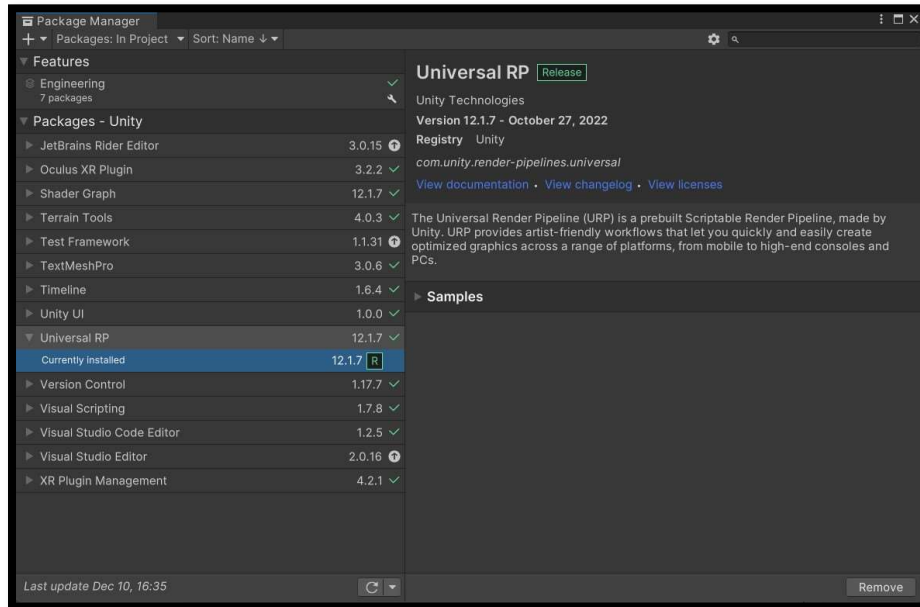 Package Manager
Packages: In Project Sort: Name ↓
Features
Engineering
7 packages
Packages - Unity
JetBrains Rider Editor 3.0.15
Oculus XR Plugin 3.2.2
Shader Graph 12.1.7
Terrain Tools 4.0.3
Test Framework 1.1.31
TextMeshPro 3.0.6
Timeline 1.6.4
Unity UI 1.0.0
Universal RP 12.1.7
Currently installed 12.1.7 R
Version Control 1.17.7
Visual Scripting 1.7.8
Visual Studio Code Editor 1.2.5
Visual Studio Editor 2.0.16
XR Plugin Management 4.2.1
Last update Dec 10, 16:35
Universal RP Release
Unity Technologies
Version 12.1.7 - October 27, 2022
Registry Unity
com.unity.render-pipelines.universal
View documentation • View changelog • View licenses
The Universal Render Pipeline (URP) is a prebuilt Scriptable Render Pipeline, made by
Unity. URP provides artist-friendly workflows that let you quickly and easily create
optimized graphics across a range of platforms, from mobile to high-end consoles and
PCs.
Samples
Remove